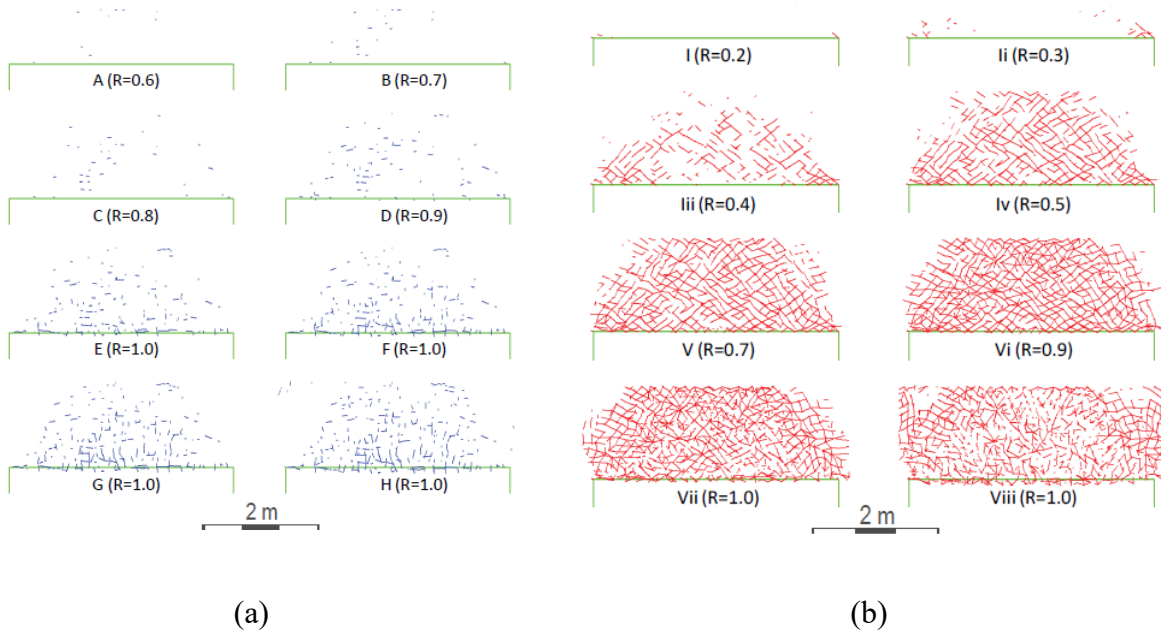 A (R=0.6)
B (R=0.7)
C (R=0.8)
D (R=0.9)
E (R=1.0)
F (R=1.0)
G (R=1.0)
H (R=1.0)
2 m
(a)
I (R=0.2)
Ii (R=0.3)
Iii (R=0.4)
Iv (R=0.5)
V (R=0.7)
Vi (R=0.9)
Vii (R=1.0)
Viii (R=1.0)
2 m
(b)